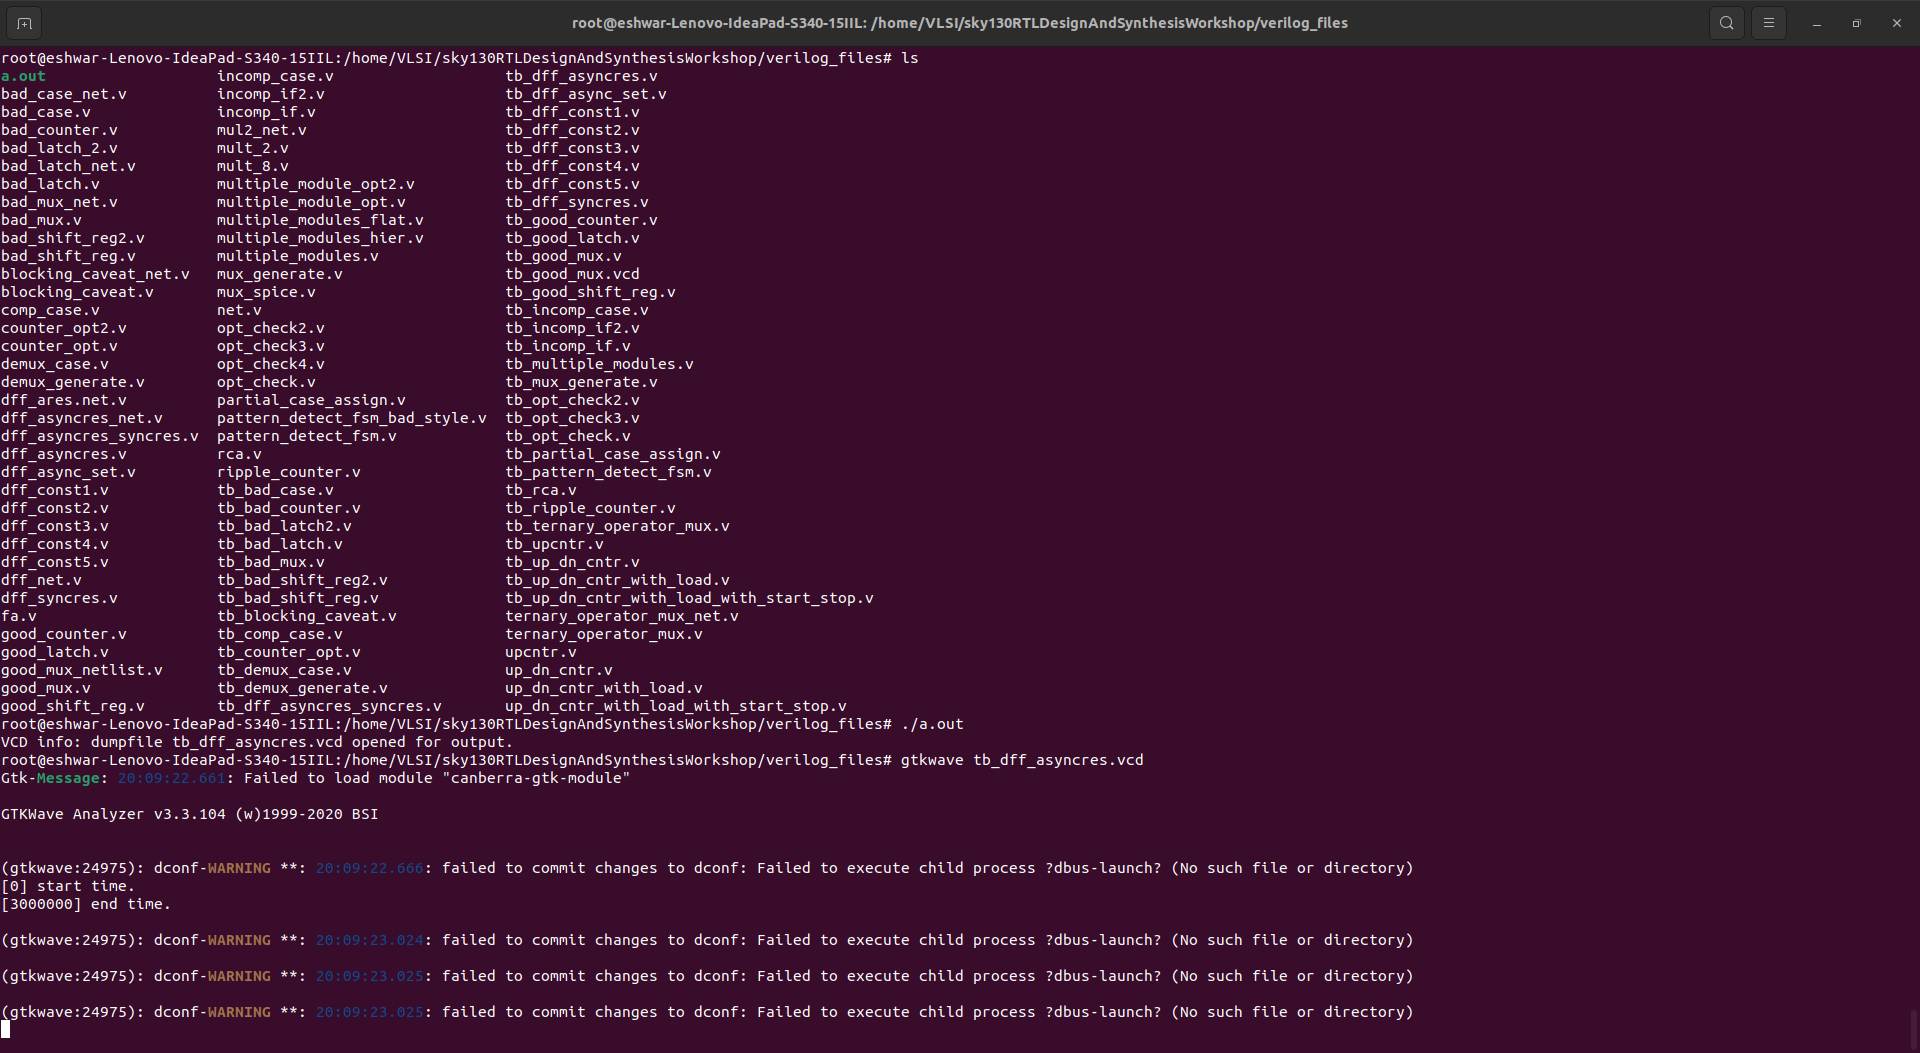 root@eshwar-Lenovo-IdeaPad-S340-15IIL: /home/VLSI/sky130RTLDesignAndSynthesisWorkshop/verilog_files
root@eshwar-Lenovo-IdeaPad-S340-15IIL:/home/VLSI/sky130RTLDesignAndSynthesisWorkshop/verilog_files# ls
a.out incomp_case.v tb_dff_asyncres.v
bad_case_net.v incomp_if2.v tb_dff_async_set.v
bad_case.v incomp_if.v tb_dff_const1.v
bad_counter.v mul2_net.v tb_dff_const2.v
bad_latch_2.v mult_2.v tb_dff_const3.v
bad_latch_net.v mult_8.v tb_dff_const4.v
bad_latch.v multiple_module_opt2.v tb_dff_const5.v
bad_mux_net.v multiple_module_opt.v tb_dff_syncres.v
bad_mux.v multiple_modules_flat.v tb_good_counter.v
bad_shift_reg2.v multiple_modules_hier.v tb_good_latch.v
bad_shift_reg.v multiple_modules.v tb_good_mux.v
blocking_caveat_net.v mux_generate.v tb_good_mux.vcd
blocking_caveat.v mux_spice.v tb_good_shift_reg.v
comp_case.v net.v tb_incomp_case.v
counter_opt2.v opt_check2.v tb_incomp_if2.v
counter_opt.v opt_check3.v tb_incomp_if.v
demux_case.v opt_check4.v tb_multiple_modules.v
demux_generate.v opt_check.v tb_mux_generate.v
dff_ares.net.v partial_case_assign.v tb_opt_check2.v
dff_asyncres_net.v pattern_detect_fsm_bad_style.v tb_opt_check3.v
dff_asyncres_syncres.v pattern_detect_fsm.v tb_opt_check.v
dff_asyncres.v rca.v tb_partial_case_assign.v
dff_async_set.v ripple_counter.v tb_pattern_detect_fsm.v
dff_const1.v tb_bad_case.v tb_rca.v
dff_const2.v tb_bad_counter.v tb_ripple_counter.v
dff_const3.v tb_bad_latch2.v tb_ternary_operator_mux.v
dff_const4.v tb_bad_latch.v tb_upcntr.v
dff_const5.v tb_bad_mux.v tb_up_dn_cntr.v
dff_net.v tb_bad_shift_reg2.v tb_up_dn_cntr_with_load.v
dff_syncres.v tb_bad_shift_reg.v tb_up_dn_cntr_with_load_with_start_stop.v
fa.v tb_blocking_caveat.v ternary_operator_mux_net.v
good_counter.v tb_comp_case.v ternary_operator_mux.v
good_latch.v tb_counter_opt.v upcntr.v
good_mux_netlist.v tb_demux_case.v up_dn_cntr.v
good_mux.v tb_demux_generate.v up_dn_cntr_with_load.v
good_shift_reg.v tb_dff_asyncres_syncres.v up_dn_cntr_with_load_with_start_stop.v
root@eshwar-Lenovo-IdeaPad-S340-15IIL:/home/VLSI/sky130RTLDesignAndSynthesisWorkshop/verilog_files# ./a.out
VCD info: dumpfile tb_dff_asyncres.vcd opened for output.
root@eshwar-Lenovo-IdeaPad-S340-15IIL:/home/VLSI/sky130RTLDesignAndSynthesisWorkshop/verilog_files# gtkwave tb_dff_asyncres.vcd
Gtk-Message: 20:09:22.661: Failed to load module "canberra-gtk-module"
GTKWave Analyzer v3.3.104 (w)1999-2020 BSI
(gtkwave:24975): dconf-WARNING **: 20:09:22.666: failed to commit changes to dconf: Failed to execute child process ?dbus-launch? (No such file or directory)
[0] start time.
[3000000] end time.
(gtkwave:24975): dconf-WARNING **: 20:09:23.024: failed to commit changes to dconf: Failed to execute child process ?dbus-launch? (No such file or directory)
(gtkwave:24975): dconf-WARNING **: 20:09:23.025: failed to commit changes to dconf: Failed to execute child process ?dbus-launch? (No such file or directory)
(gtkwave:24975): dconf-WARNING **: 20:09:23.025: failed to commit changes to dconf: Failed to execute child process ?dbus-launch? (No such file or directory)